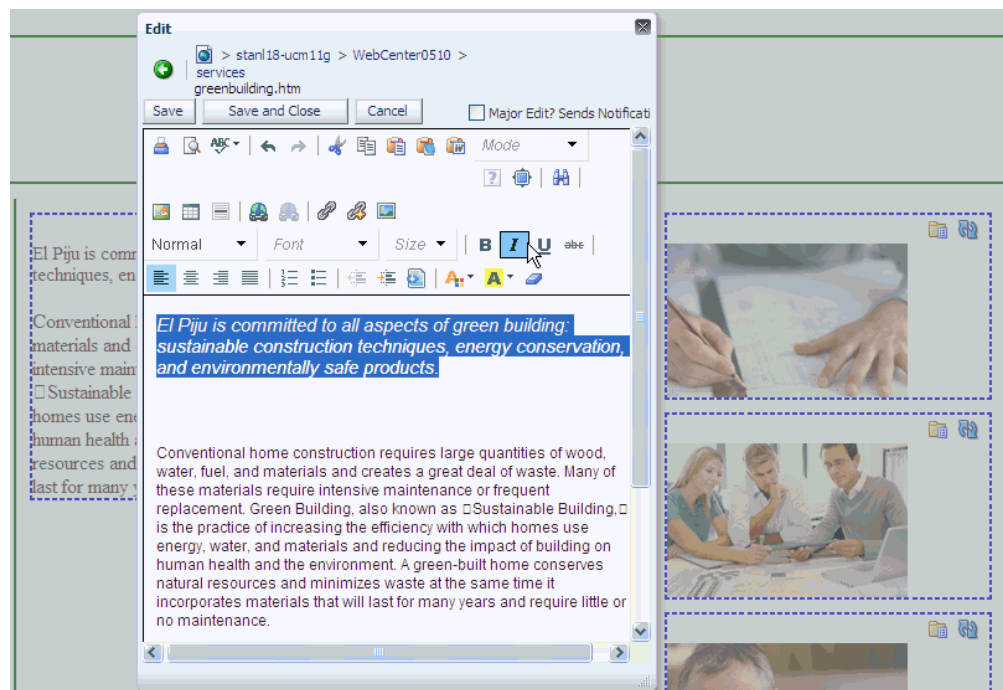 Edit
> stanl18-ucm11g > WebCenter0510 >
services
greenbuilding.htm
Save Save and Close Cancel Major Edit? Sends Notificati
ABC Mode
Normal Font Size B I U abc
A A
El Piju is committed to all aspects of green building:
sustainable construction techniques, energy conservation,
and environmentally safe products.
Conventional home construction requires large quantities of wood,
water, fuel, and materials and creates a great deal of waste. Many of
these materials require intensive maintenance or frequent
replacement. Green Building, also known as □Sustainable Building,□
is the practice of increasing the efficiency with which homes use
energy, water, and materials and reducing the impact of building on
human health and the environment. A green-built home conserves
natural resources and minimizes waste at the same time it
incorporates materials that will last for many years and require little or
no maintenance.
El Piju is comm
techniques, en
Conventional
materials and
intensive main
□Sustainable
homes use ene
human health
resources and
last for many